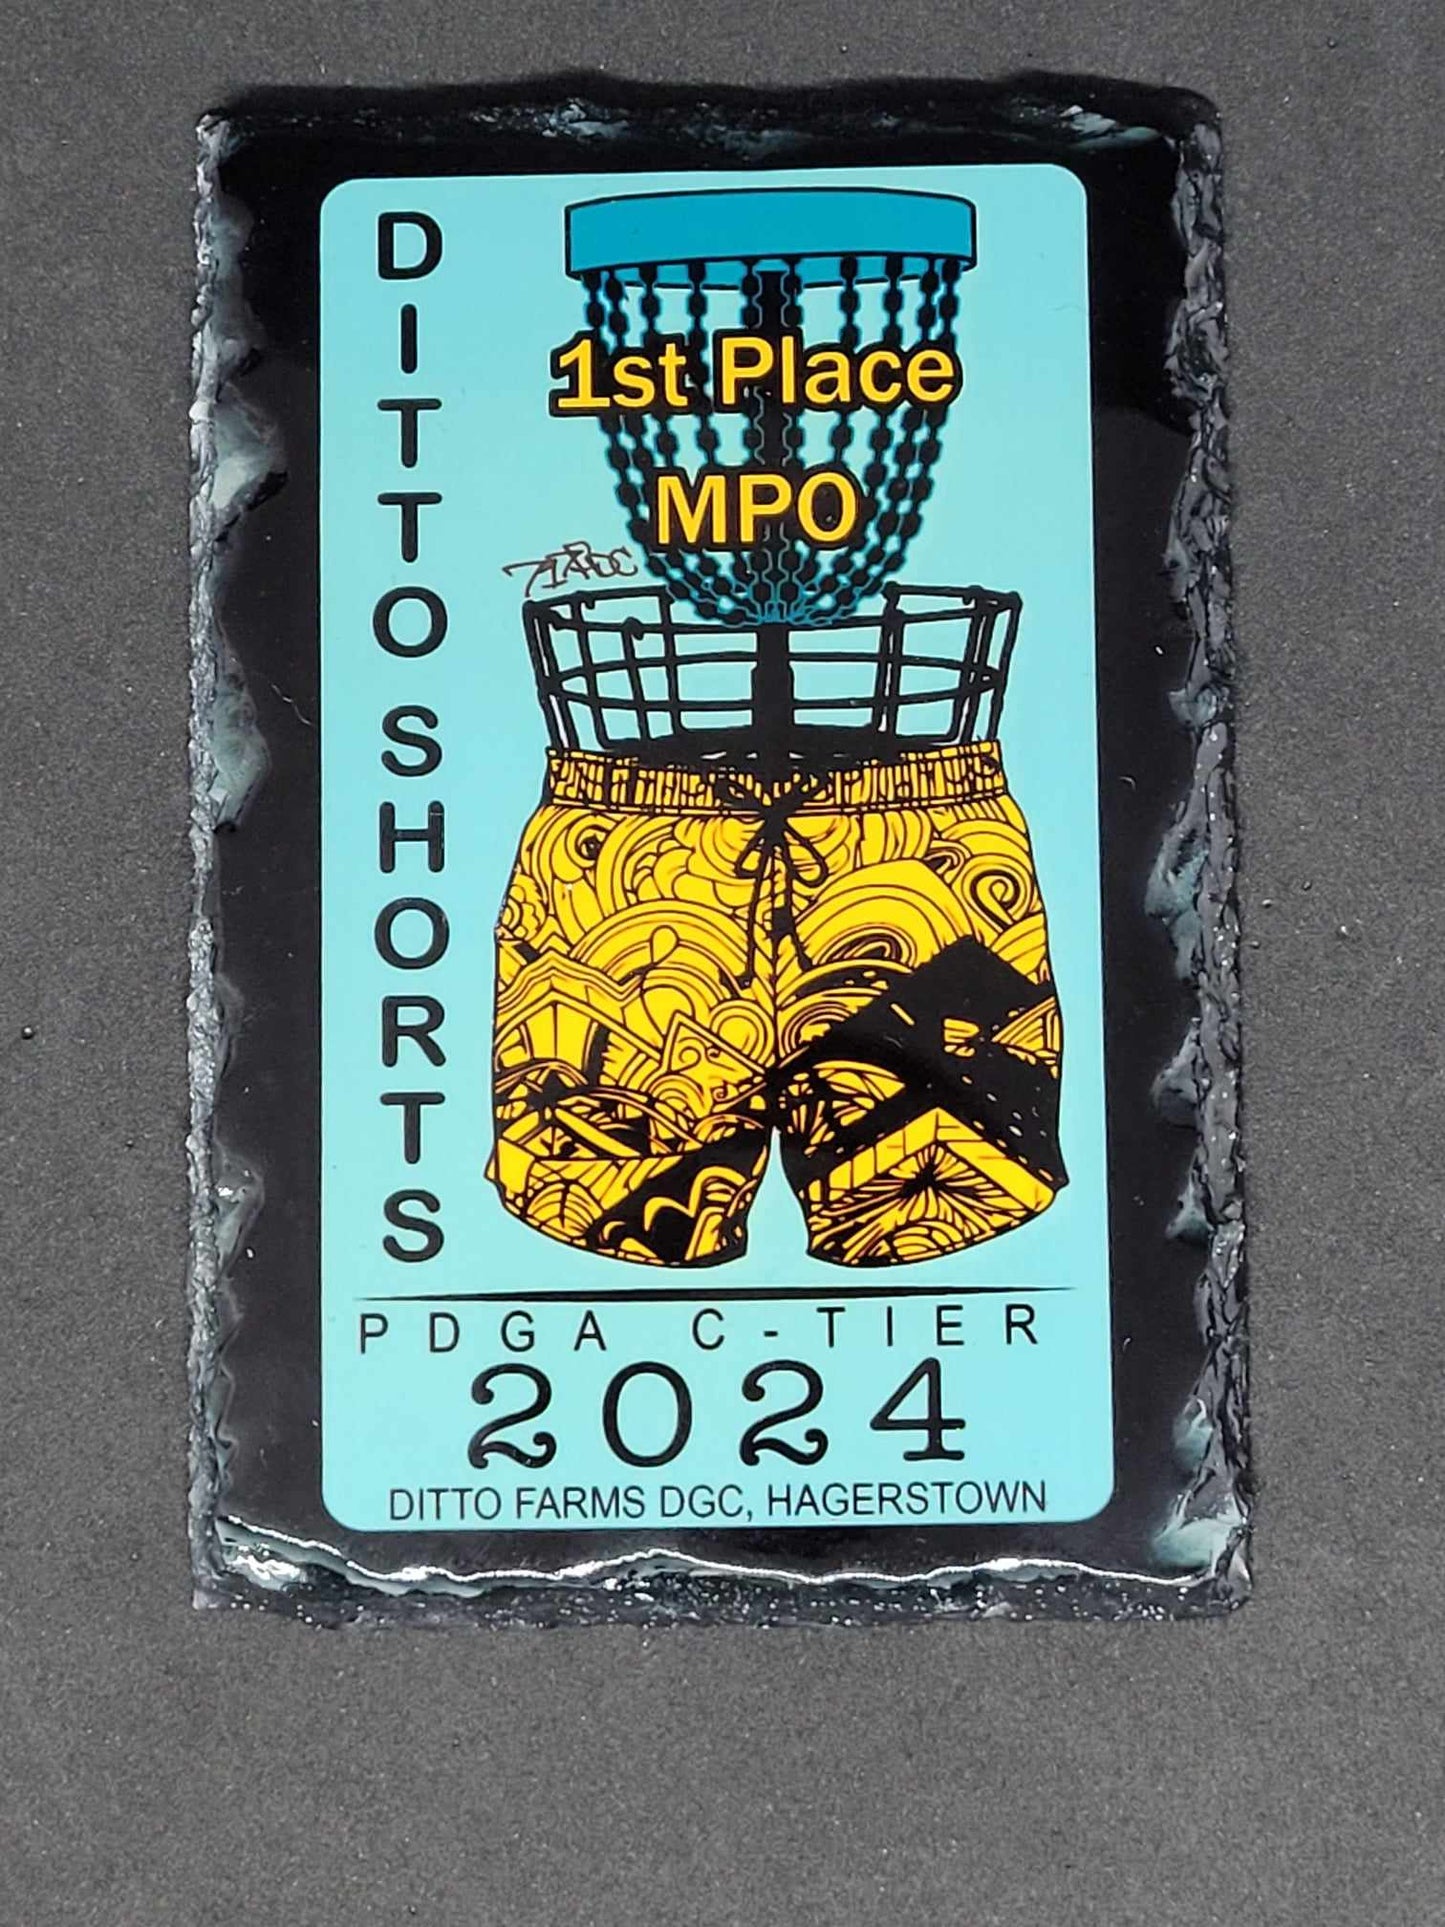 DITTO SHORTS
1st Place
MPO
PDGA C-TIER
2024
DITTO FARMS DGC, HAGERSTOWN